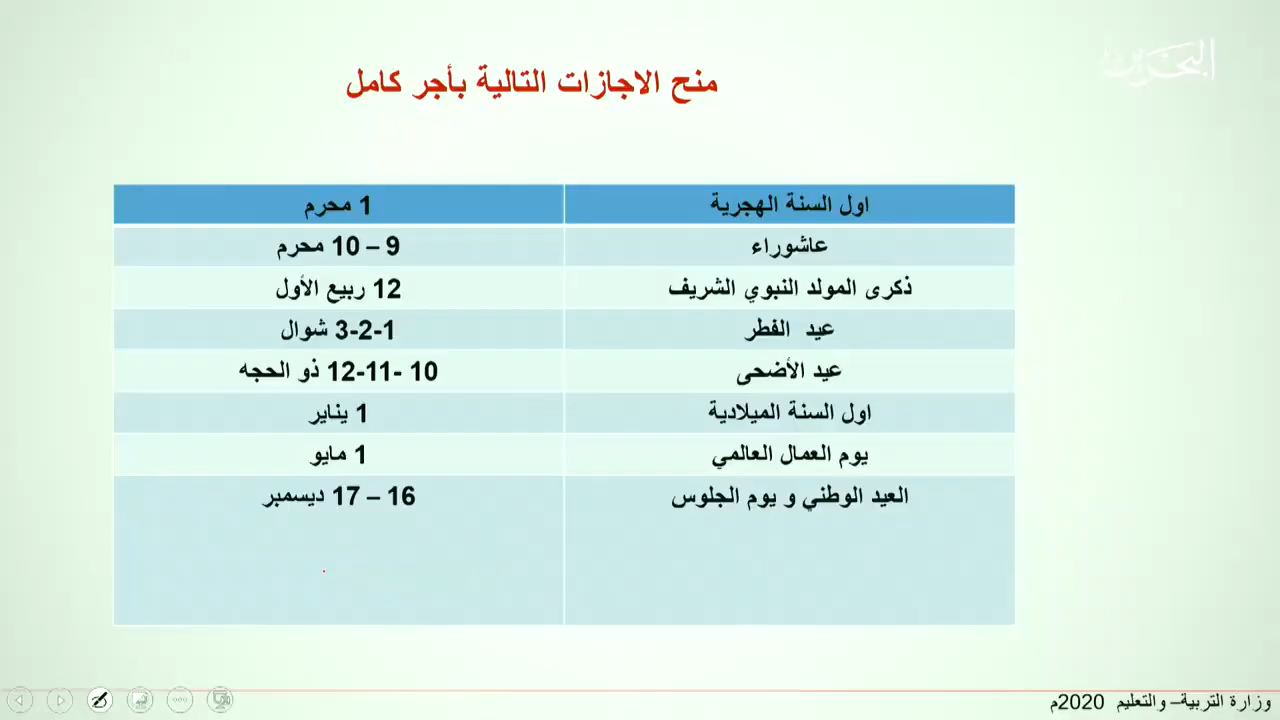 البحرين
منح الاجازات التالية بأجر كامل
اول السنة الهجرية 1 محرم
عاشوراء 9 – 10 محرم
ذكرى المولد النبوي الشريف 12 ربيع الأول
عيد الفطر 1-2-3 شوال
عيد الأضحى 10 -11-12 ذو الحجه
اول السنة الميلادية 1 يناير
يوم العمال العالمي 1 مايو
العيد الوطني و يوم الجلوس 16 – 17 ديسمبر
وزارة التربية– والتعليم 2020م